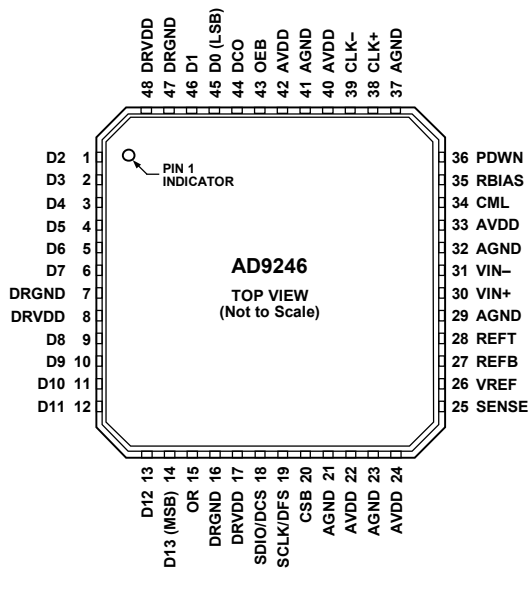 48 DRVDD
47 DRGND
46 D1
45 D0 (LSB)
44 DCO
43 OEB
42 AVDD
41 AGND
40 AVDD
39 CLK–
38 CLK+
37 AGND
D2 1
D3 2
D4 3
D5 4
D6 5
D7 6
DRGND 7
DRVDD 8
D8 9
D9 10
D10 11
D11 12
PIN 1
INDICATOR
AD9246
TOP VIEW
(Not to Scale)
36 PDWN
35 RBIAS
34 CML
33 AVDD
32 AGND
31 VIN–
30 VIN+
29 AGND
28 REFT
27 REFB
26 VREF
25 SENSE
D12 13
D13 (MSB) 14
OR 15
DRGND 16
DRVDD 17
SDIO/DCS 18
SCLK/DFS 19
CSB 20
AGND 21
AVDD 22
AGND 23
AVDD 24